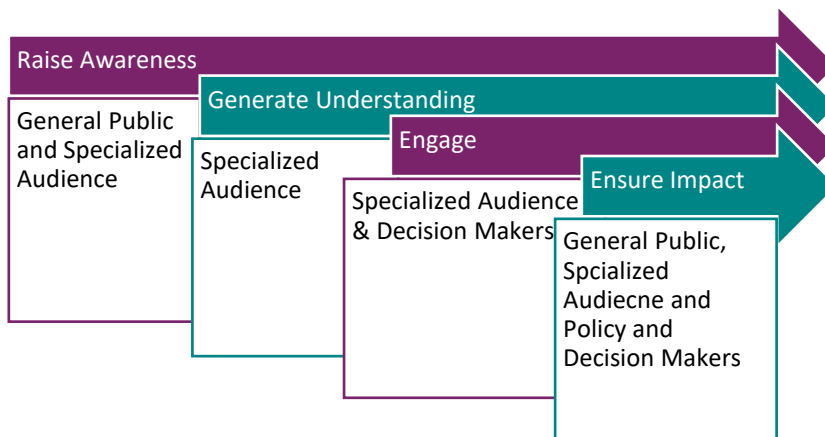 Raise Awareness
General Public
and Specialized
Audience
Generate Understanding
Specialized
Audience
Engage
Specialized Audience
& Decision Makers
Ensure Impact
General Public,
Spcialized
Audiecne and
Policy and
Decision Makers